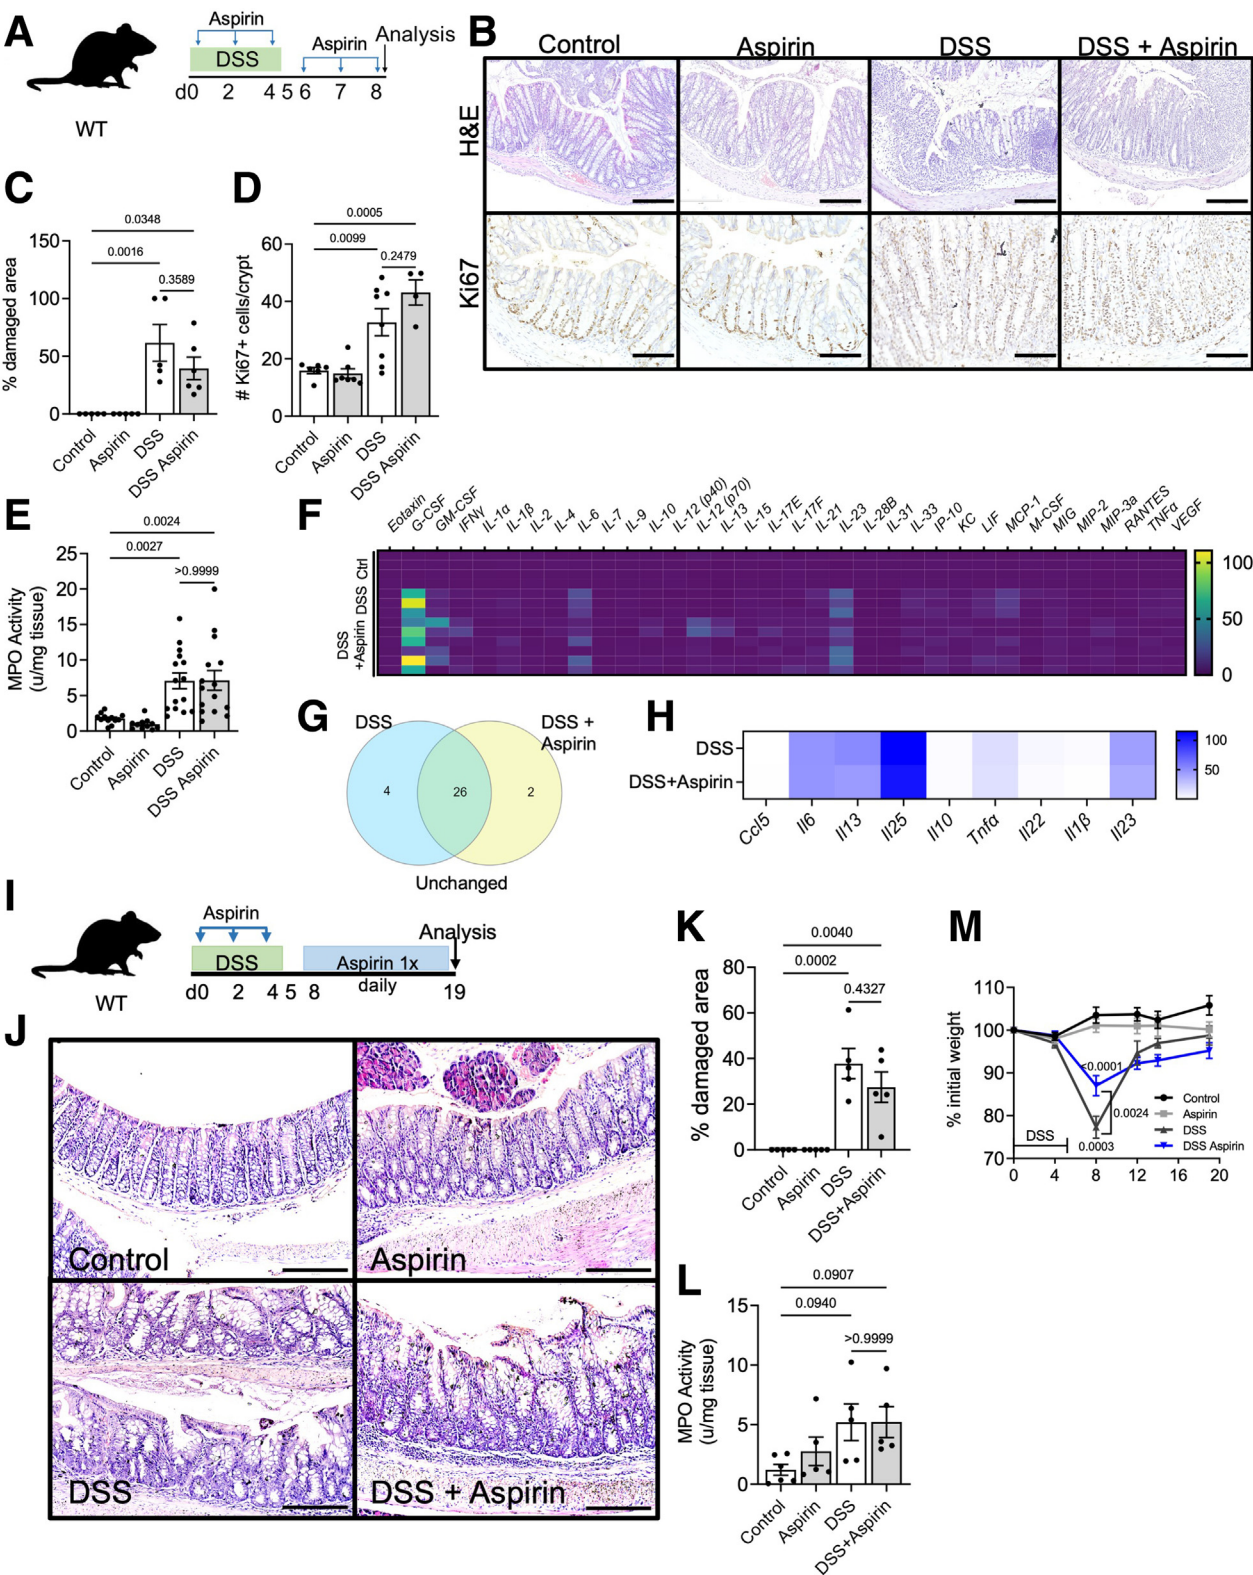 A
Aspirin
DSS
Aspirin
Analysis
d0 2 4 5 6 7 8
WT
B
Control Aspirin DSS DSS + Aspirin
H&E
Ki67
C
0.0348
0.0016
0.3589
% damaged area
150
100
50
0
Control
Aspirin
DSS
DSS Aspirin
D
0.0005
0.0099
0.2479
# Ki67+ cells/crypt
60
40
20
0
Control
Aspirin
DSS
DSS Aspirin
E
0.0024
0.0027
>0.9999
MPO Activity
(u/mg tissue)
25
20
15
10
5
0
Control
Aspirin
DSS
DSS Aspirin
F
Eotaxin
G-CSF
GM-CSF
IFNγ
IL-1α
IL-1β
IL-2
IL-4
IL-6
IL-7
IL-9
IL-10
IL-12 (p40)
IL-12 (p70)
IL-13
IL-15
IL-17E
IL-17F
IL-21
IL-23
IL-28B
IL-31
IL-33
IP-10
KC
LIF
MCP-1
M-CSF
MIG
MIP-2
MIP-3a
RANTES
TNFα
VEGF
Ctrl
DSS
DSS
+Aspirin
100
50
0
G
DSS
DSS +
Aspirin
4 26 2
Unchanged
H
DSS
DSS+Aspirin
Ccl5
Il6
Il13
Il25
Il10
Tnfα
Il22
Il1β
Il23
100
50
I
Aspirin
DSS
Aspirin 1x
daily
Analysis
d0 2 4 5 8 19
WT
J
Control
Aspirin
DSS
DSS + Aspirin
K
0.0040
0.0002
0.4327
% damaged area
80
60
40
20
0
Control
Aspirin
DSS
DSS+Aspirin
M
% initial weight
110
100
90
80
70
<0.0001
0.0024
0.0003
DSS
Control
Aspirin
DSS
DSS Aspirin
0 4 8 12 16 20
L
0.0907
0.0940
>0.9999
MPO Activity
(u/mg tissue)
15
10
5
0
Control
Aspirin
DSS
DSS+Aspirin